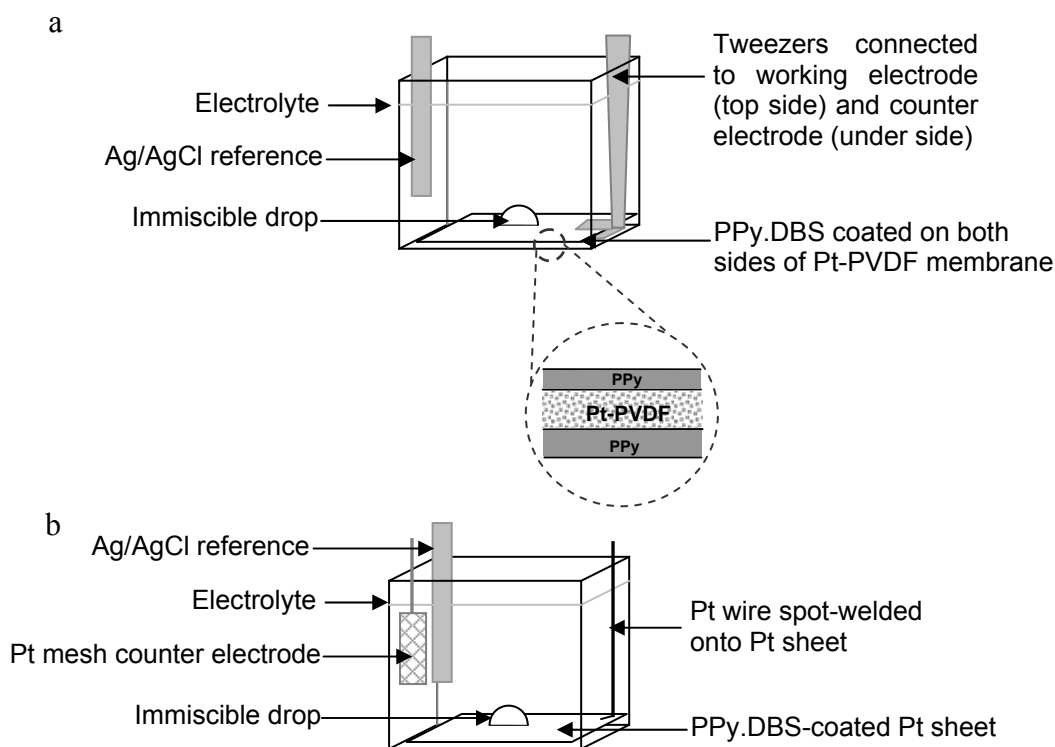 a
Electrolyte
Ag/AgCl reference
Immiscible drop
Tweezers connected
to working electrode
(top side) and counter
electrode (under side)
PPy.DBS coated on both
sides of Pt-PVDF membrane
PPy
Pt-PVDF
PPy
b
Ag/AgCl reference
Electrolyte
Pt mesh counter electrode
Immiscible drop
Pt wire spot-welded
onto Pt sheet
PPy.DBS-coated Pt sheet